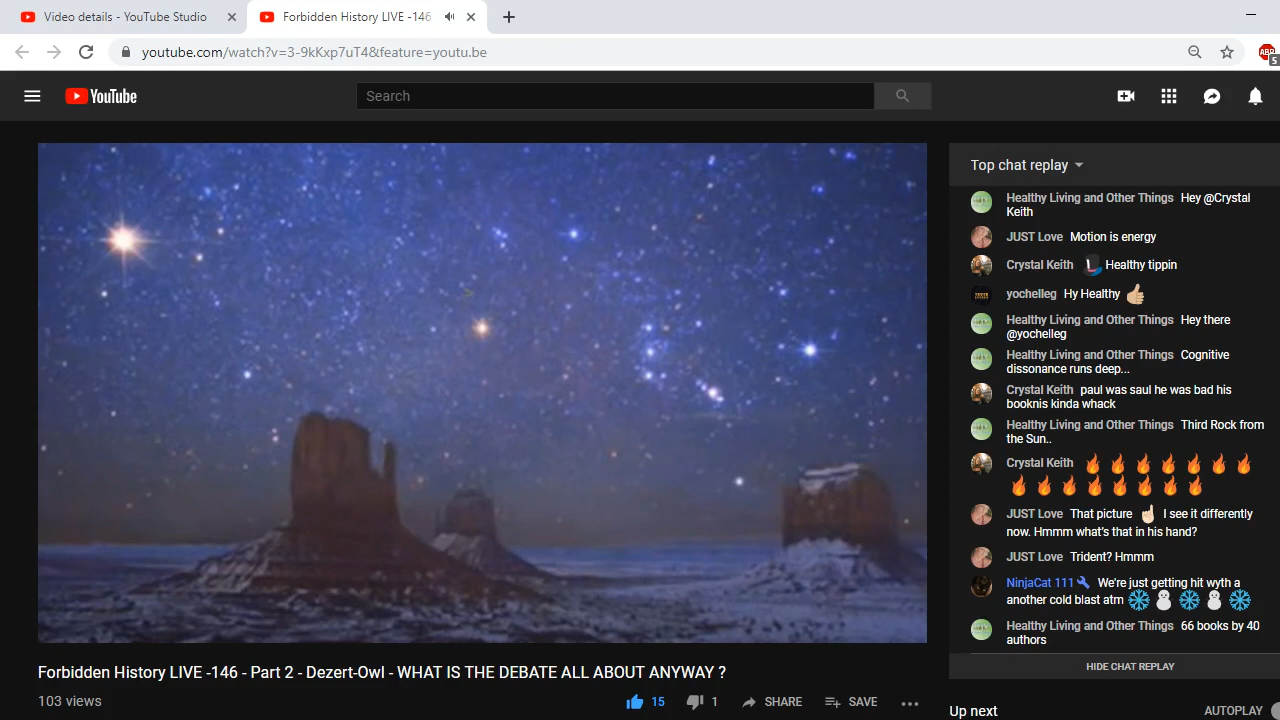 Video details - YouTube Studio
Forbidden History LIVE -146
youtube.com/watch?v=3-9kKxp7uT4&feature=youtu.be
ABP
5
YouTube
Search
Top chat replay
Healthy Living and Other Things Hey @Crystal
Keith
JUST Love Motion is energy
Crystal Keith Healthy tippin
yochelleg Hy Healthy
Healthy Living and Other Things Hey there
@yochelleg
Healthy Living and Other Things Cognitive
dissonance runs deep...
Crystal Keith paul was saul he was bad his
booknis kinda whack
Healthy Living and Other Things Third Rock from
the Sun..
Crystal Keith
JUST Love That picture ☝🏻 I see it differently
now. Hmmm what's that in his hand?
JUST Love Trident? Hmmm
NinjaCat 111 We're just getting hit wyth a
another cold blast atm
Healthy Living and Other Things 66 books by 40
authors
HIDE CHAT REPLAY
Forbidden History LIVE -146 - Part 2 - Dezert-Owl - WHAT IS THE DEBATE ALL ABOUT ANYWAY ?
103 views
15
1
SHARE
SAVE
Up next
AUTOPLAY